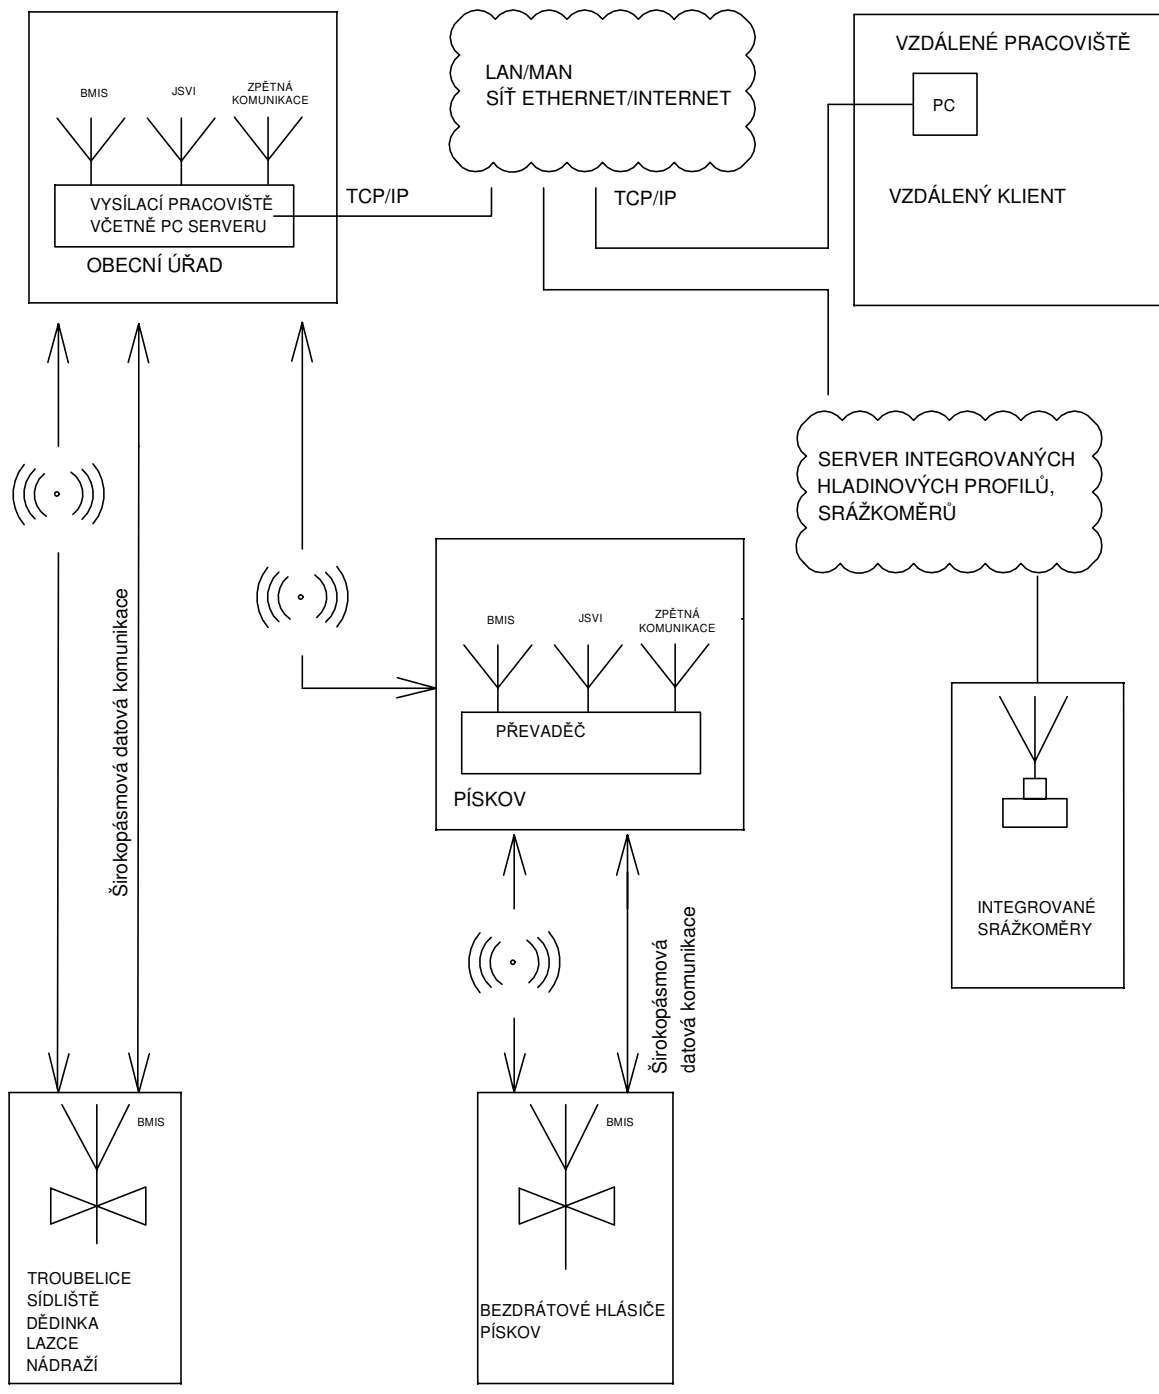 BMIS
JSVI
ZPĚTNÁ
KOMUNIKACE
VYSÍLACÍ PRACOVIŠTĚ
VČETNĚ PC SERVERU
OBECNÍ ÚŘAD
TCP/IP
LAN/MAN
SÍŤ ETHERNET/INTERNET
TCP/IP
VZDÁLENÉ PRACOVIŠTĚ
PC
VZDÁLENÝ KLIENT
SERVER INTEGROVANÝCH
HLADINOVÝCH PROFILŮ,
SRÁŽKOMĚRŮ
Širokopásmová datová komunikace
BMIS
JSVI
ZPĚTNÁ
KOMUNIKACE
PŘEVADĚČ
PÍSKOV
INTEGROVANÉ
SRÁŽKOMĚRY
Širokopásmová
datová komunikace
BMIS
TROUBELICE
SÍDLIŠTĚ
DĚDINKA
LAZCE
NÁDRAŽÍ
BMIS
BEZDRÁTOVÉ HLÁSIČE
PÍSKOV